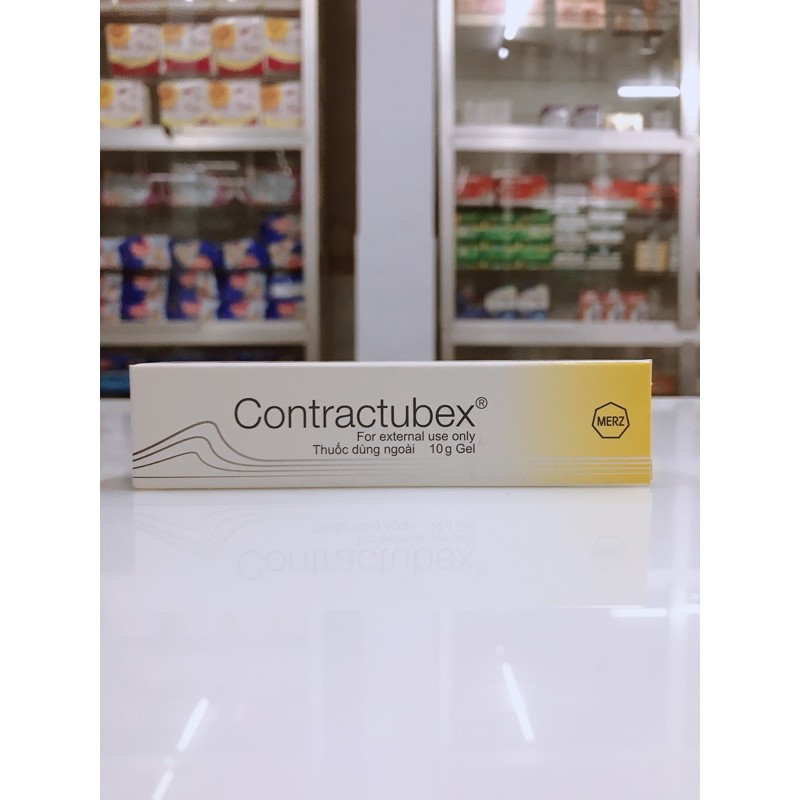 Contractubex®
For external use only
Thuốc dùng ngoài 10 g Gel
MERZ